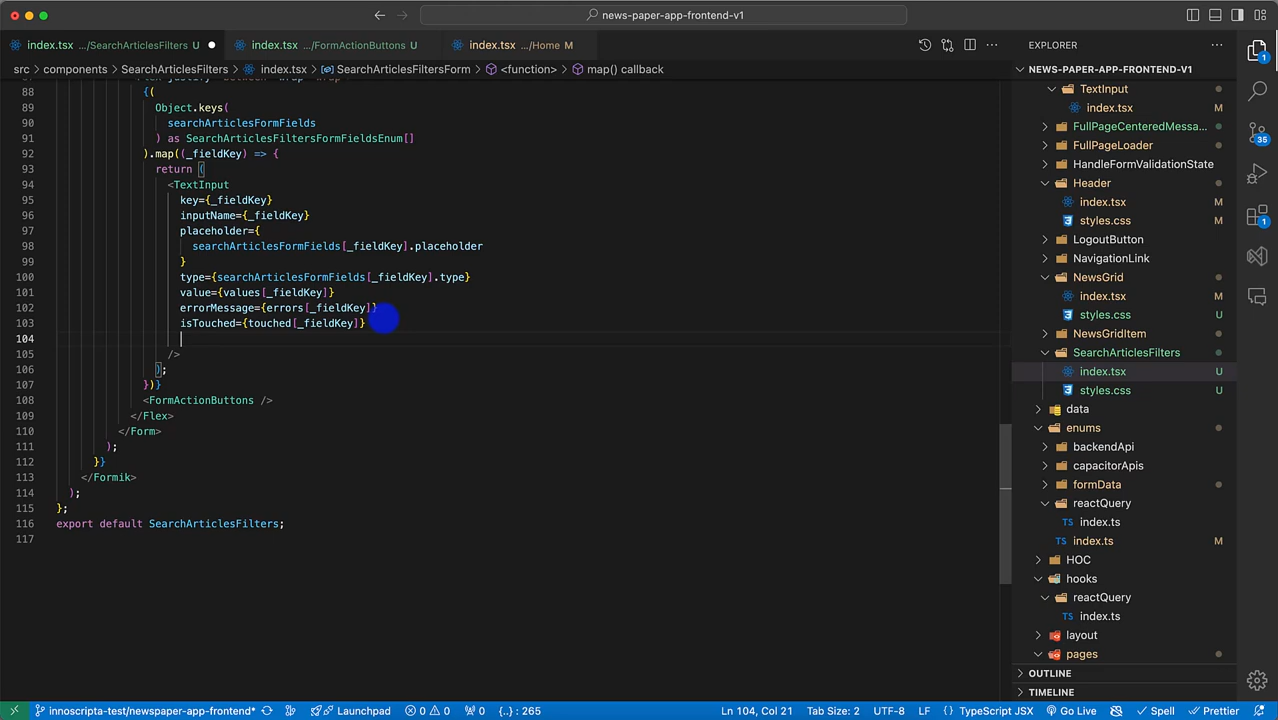 news-paper-app-frontend-v1
index.tsx .../SearchArticlesFilters U
index.tsx .../FormActionButtons U
index.tsx .../Home M
src > components > SearchArticlesFilters > index.tsx > SearchArticlesFiltersForm > <function> > map() callback
88 {(
89 Object.keys(
90 searchArticlesFormFields
91 ) as SearchArticlesFiltersFormFieldsEnum[]
92 ).map((_fieldKey) => {
93 return (
94 <TextInput
95 key={_fieldKey}
96 inputName={_fieldKey}
97 placeholder={
98 searchArticlesFormFields[_fieldKey].placeholder
99 }
100 type={searchArticlesFormFields[_fieldKey].type}
101 value={values[_fieldKey]}
102 errorMessage={errors[_fieldKey]}
103 isTouched={touched[_fieldKey]}
104
105 />
106 );
107 })}
108 <FormActionButtons />
109 </Flex>
110 </Form>
111 );
112 }}
113 </Formik>
114 );
115 };
116 export default SearchArticlesFilters;
117
EXPLORER
NEWS-PAPER-APP-FRONTEND-V1
TextInput
index.tsx M
FullPageCenteredMessa...
FullPageLoader
HandleFormValidationState
Header
index.tsx M
styles.css M
LogoutButton
NavigationLink
NewsGrid
index.tsx M
styles.css M
NewsGridItem
SearchArticlesFilters
index.tsx U
styles.css U
data
enums
backendApi
capacitorApis
formData
reactQuery
index.ts
index.ts M
HOC
hooks
reactQuery
index.ts
layout
pages
OUTLINE
TIMELINE
1
35
1
innoscripta-test/newspaper-app-frontend*
Launchpad
0 0
0
{..} : 265
Ln 104, Col 21
Tab Size: 2
UTF-8
LF
{} TypeScript JSX
Go Live
Spell
Prettier